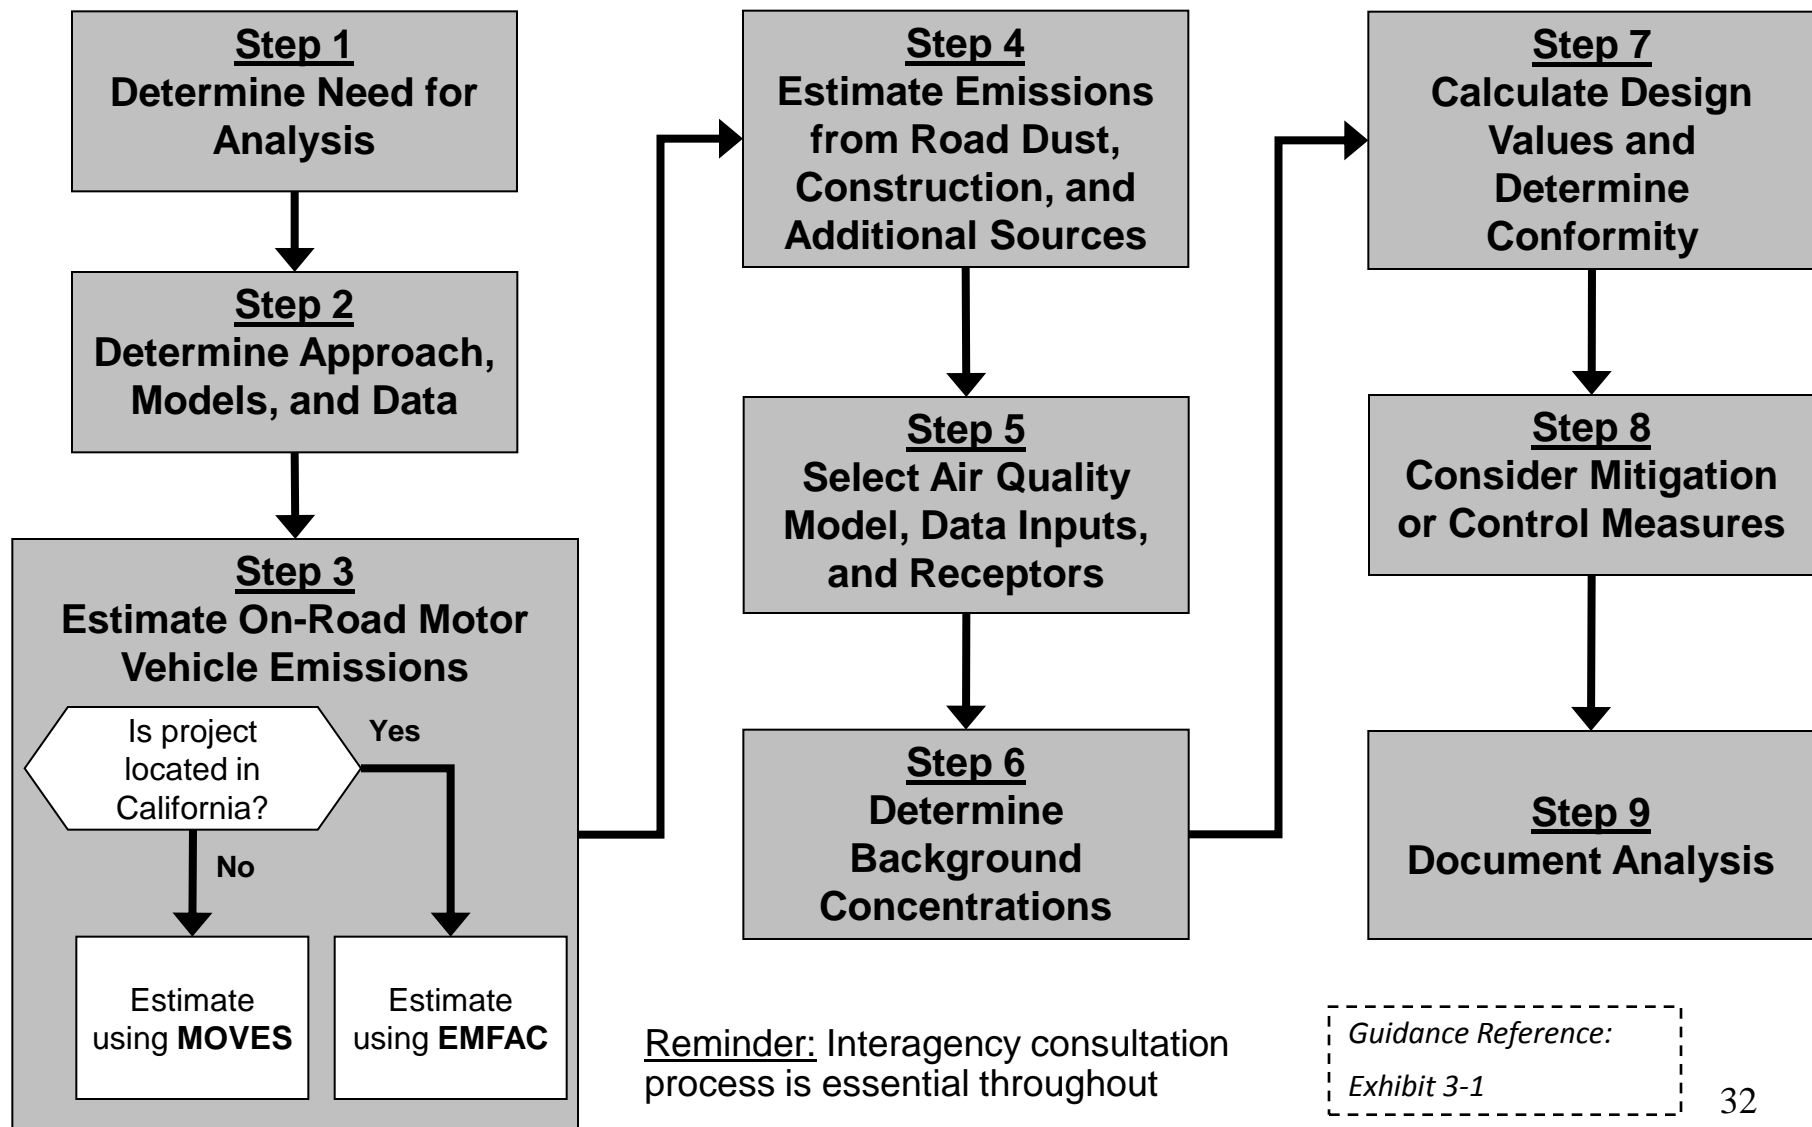 Step 1
Determine Need for
Analysis
Step 2
Determine Approach,
Models, and Data
Step 3
Estimate On-Road Motor
Vehicle Emissions
Is project
located in
California?
Yes
No
Estimate
using MOVES
Estimate
using EMFAC
Step 4
Estimate Emissions
from Road Dust,
Construction, and
Additional Sources
Step 5
Select Air Quality
Model, Data Inputs,
and Receptors
Step 6
Determine
Background
Concentrations
Step 7
Calculate Design
Values and
Determine
Conformity
Step 8
Consider Mitigation
or Control Measures
Step 9
Document Analysis
Reminder: Interagency consultation
process is essential throughout
Guidance Reference:
Exhibit 3-1
32